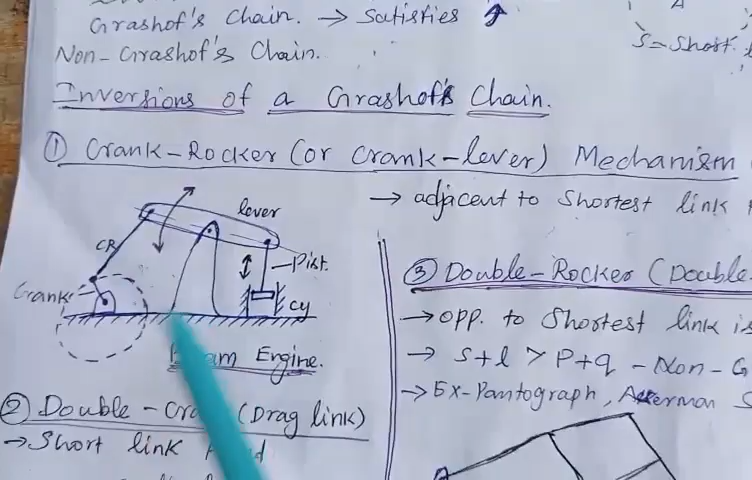 Grashof's Chain. → Satisfies
Non-Grashof's Chain.
S = Short.
Inversions of a Grashof's Chain.
① Crank-Rocker (or Crank-lever) Mechanism
→ adjacent to Shortest link
lever
CR
Pist.
Crank
Cy
Engine.
② Double- (Drag link)
→ Short link
③ Double-Rocker (Double-
→ opp. to Shortest link is
→ S+l > P+q - Non-G
→ Ex-Pantograph, Ackerman S